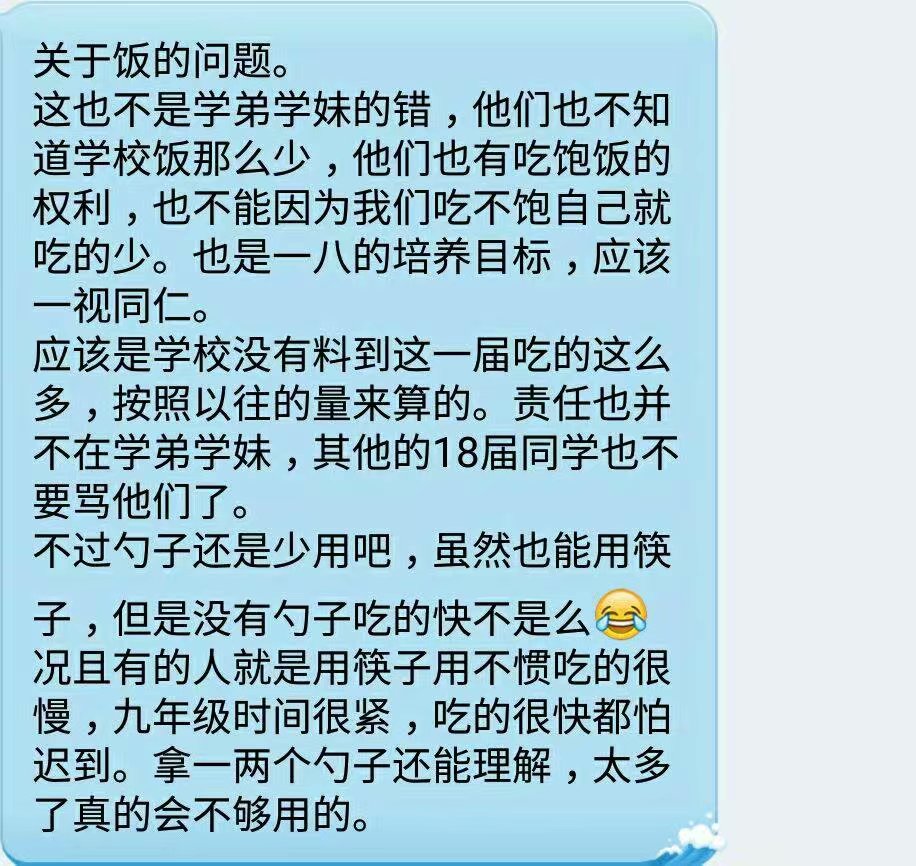 关于饭的问题。
这也不是学弟学妹的错，他们也不知
道学校饭那么少，他们也有吃饱饭的
权利，也不能因为我们吃不饱自己就
吃的少。也是一八的培养目标，应该
一视同仁。
应该是学校没有料到这一届吃的这么
多，按照以往的量来算的。责任也并
不在学弟学妹，其他的18届同学也不
要骂他们了。
不过勺子还是少用吧，虽然也能用筷
子，但是没有勺子吃的快不是么😂
况且有的人就是用筷子用不惯吃的很
慢，九年级时间很紧，吃的很快都怕
迟到。拿一两个勺子还能理解，太多
了真的会不够用的。